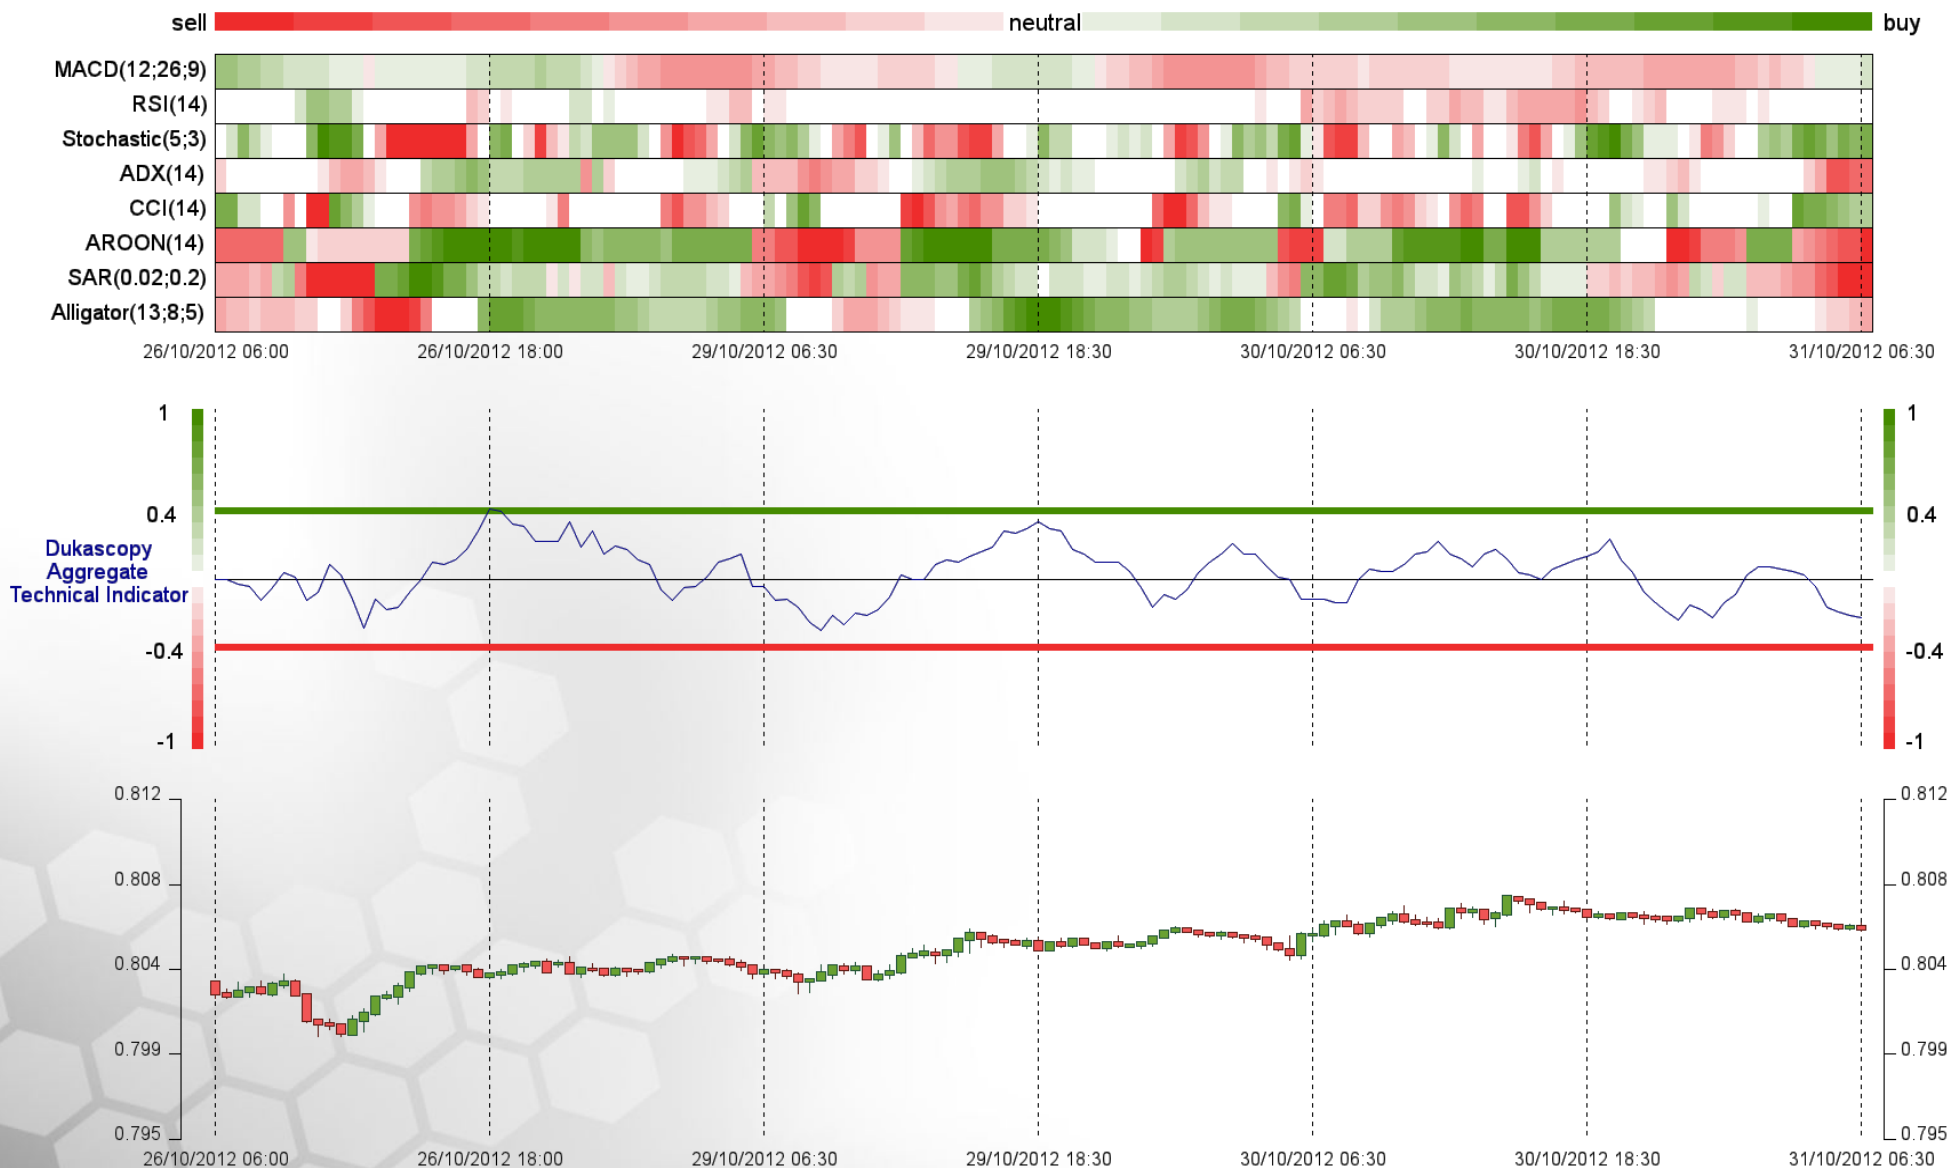 sell neutral buy
MACD(12;26;9)
RSI(14)
Stochastic(5;3)
ADX(14)
CCI(14)
AROON(14)
SAR(0.02;0.2)
Alligator(13;8;5)
26/10/2012 06:00 26/10/2012 18:00 29/10/2012 06:30 29/10/2012 18:30 30/10/2012 06:30 30/10/2012 18:30 31/10/2012 06:30
1 1
0.4 0.4
Dukascopy
Aggregate
Technical Indicator
-0.4 -0.4
-1 -1
0.812 0.812
0.808 0.808
0.804 0.804
0.799 0.799
0.795 0.795
26/10/2012 06:00 26/10/2012 18:00 29/10/2012 06:30 29/10/2012 18:30 30/10/2012 06:30 30/10/2012 18:30 31/10/2012 06:30